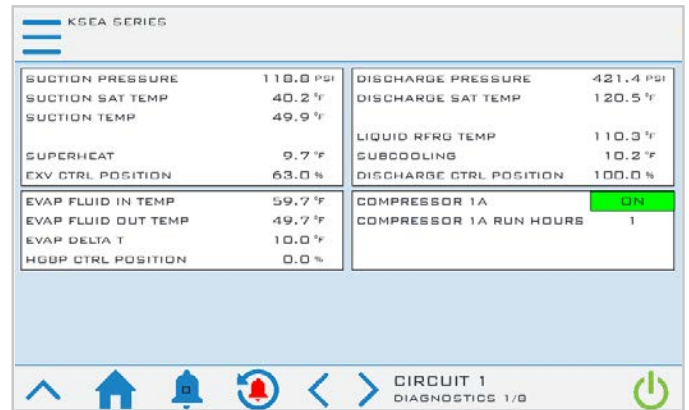 KSEA SERIES
SUCTION PRESSURE 118.8 PSI
SUCTION SAT TEMP 40.2 °F
SUCTION TEMP 49.9 °F
SUPERHEAT 9.7 °F
EXV CTRL POSITION 63.0 %
DISCHARGE PRESSURE 421.4 PSI
DISCHARGE SAT TEMP 120.5 °F
LIQUID RFRG TEMP 110.3 °F
SUBCOOLING 10.2 °F
DISCHARGE CTRL POSITION 100.0 %
EVAP FLUID IN TEMP 59.7 °F
EVAP FLUID OUT TEMP 49.7 °F
EVAP DELTA T 10.0 °F
HGBP CTRL POSITION 0.0 %
COMPRESSOR 1A ON
COMPRESSOR 1A RUN HOURS 1
0
CIRCUIT 1
DIAGNOSTICS 1/8